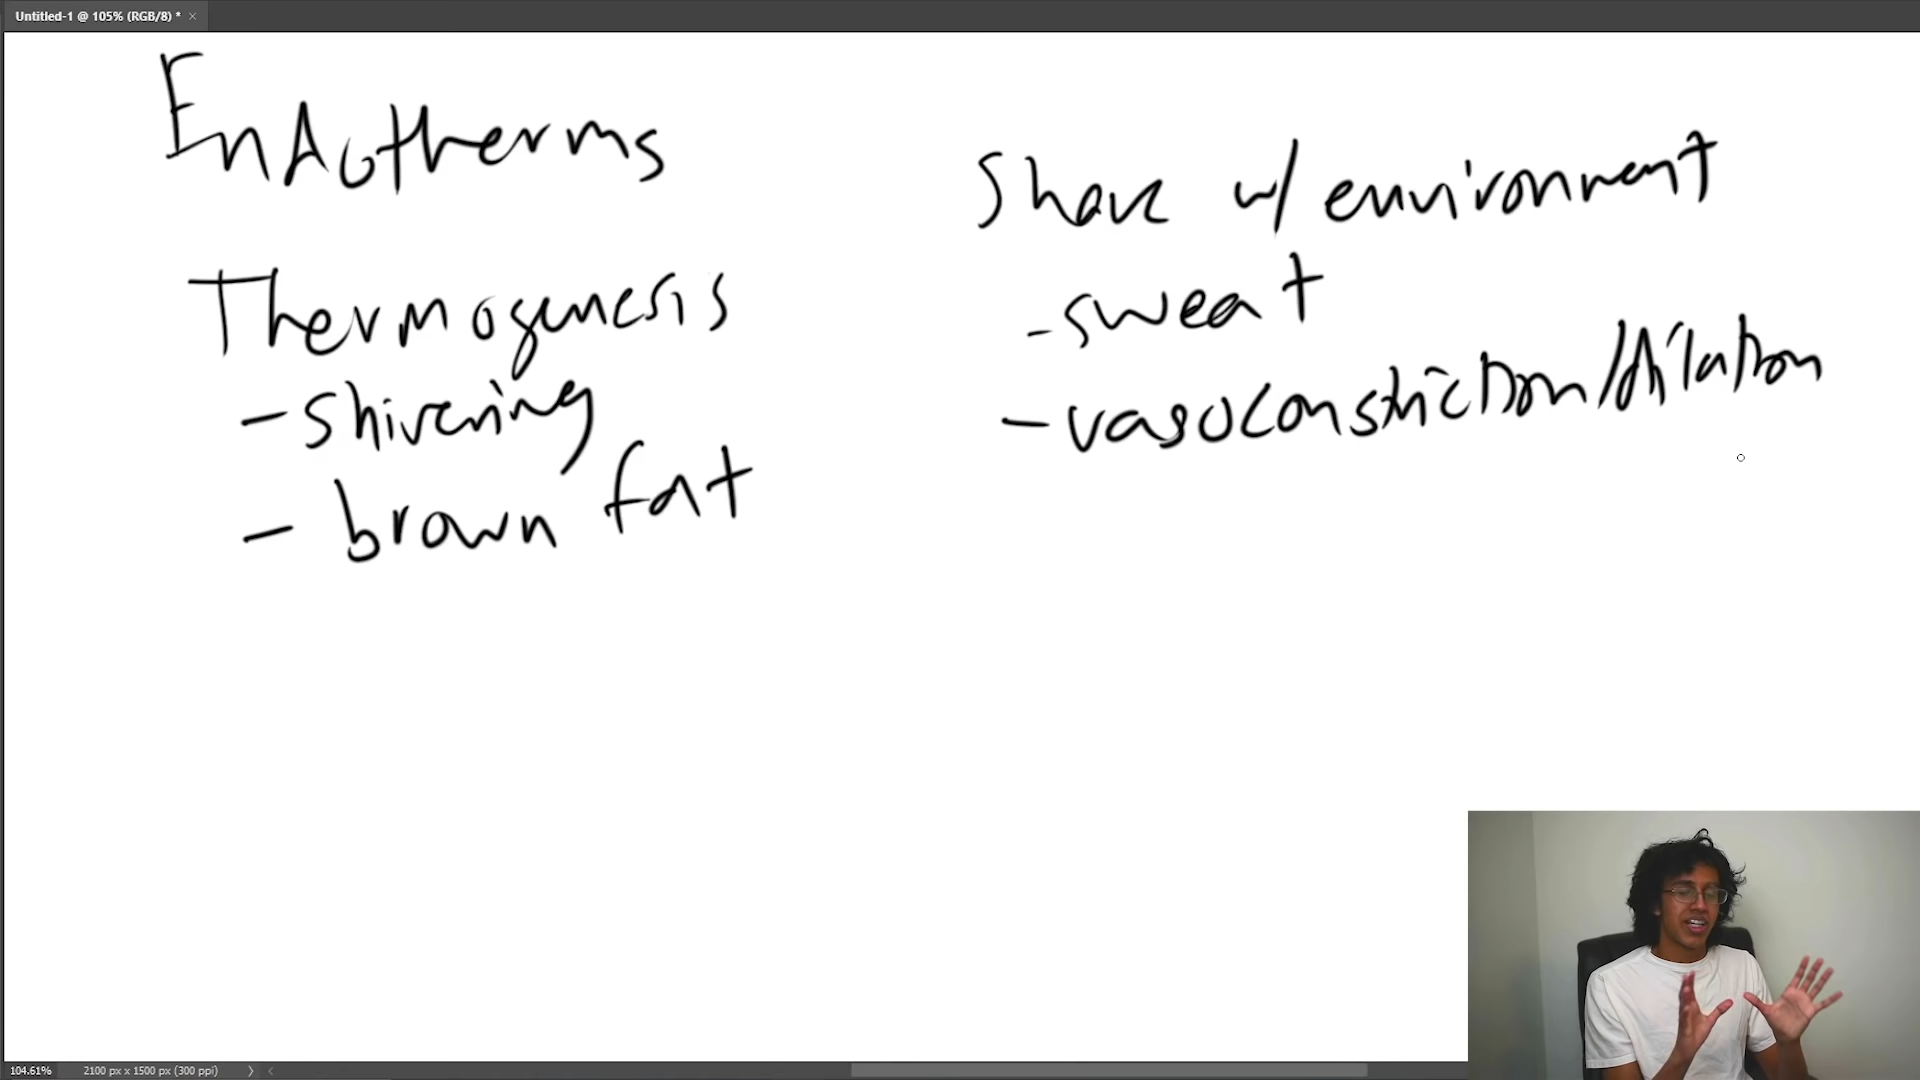 Untitled-1 @ 105% (RGB/8) *
Endotherms
Thermogenesis
- shivering
- brown fat
Share w/ environment
- sweat
- vasoconstriction/dilation
104.61%
2100 px x 1500 px (300 ppi)